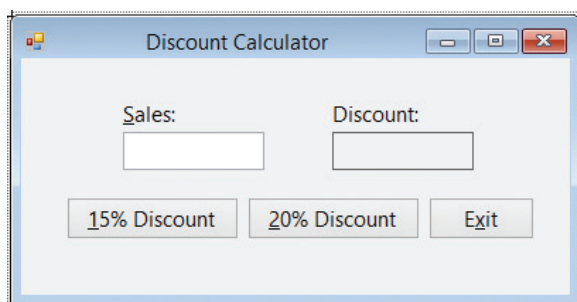 Discount Calculator
Sales: Discount:
15% Discount 20% Discount Exit